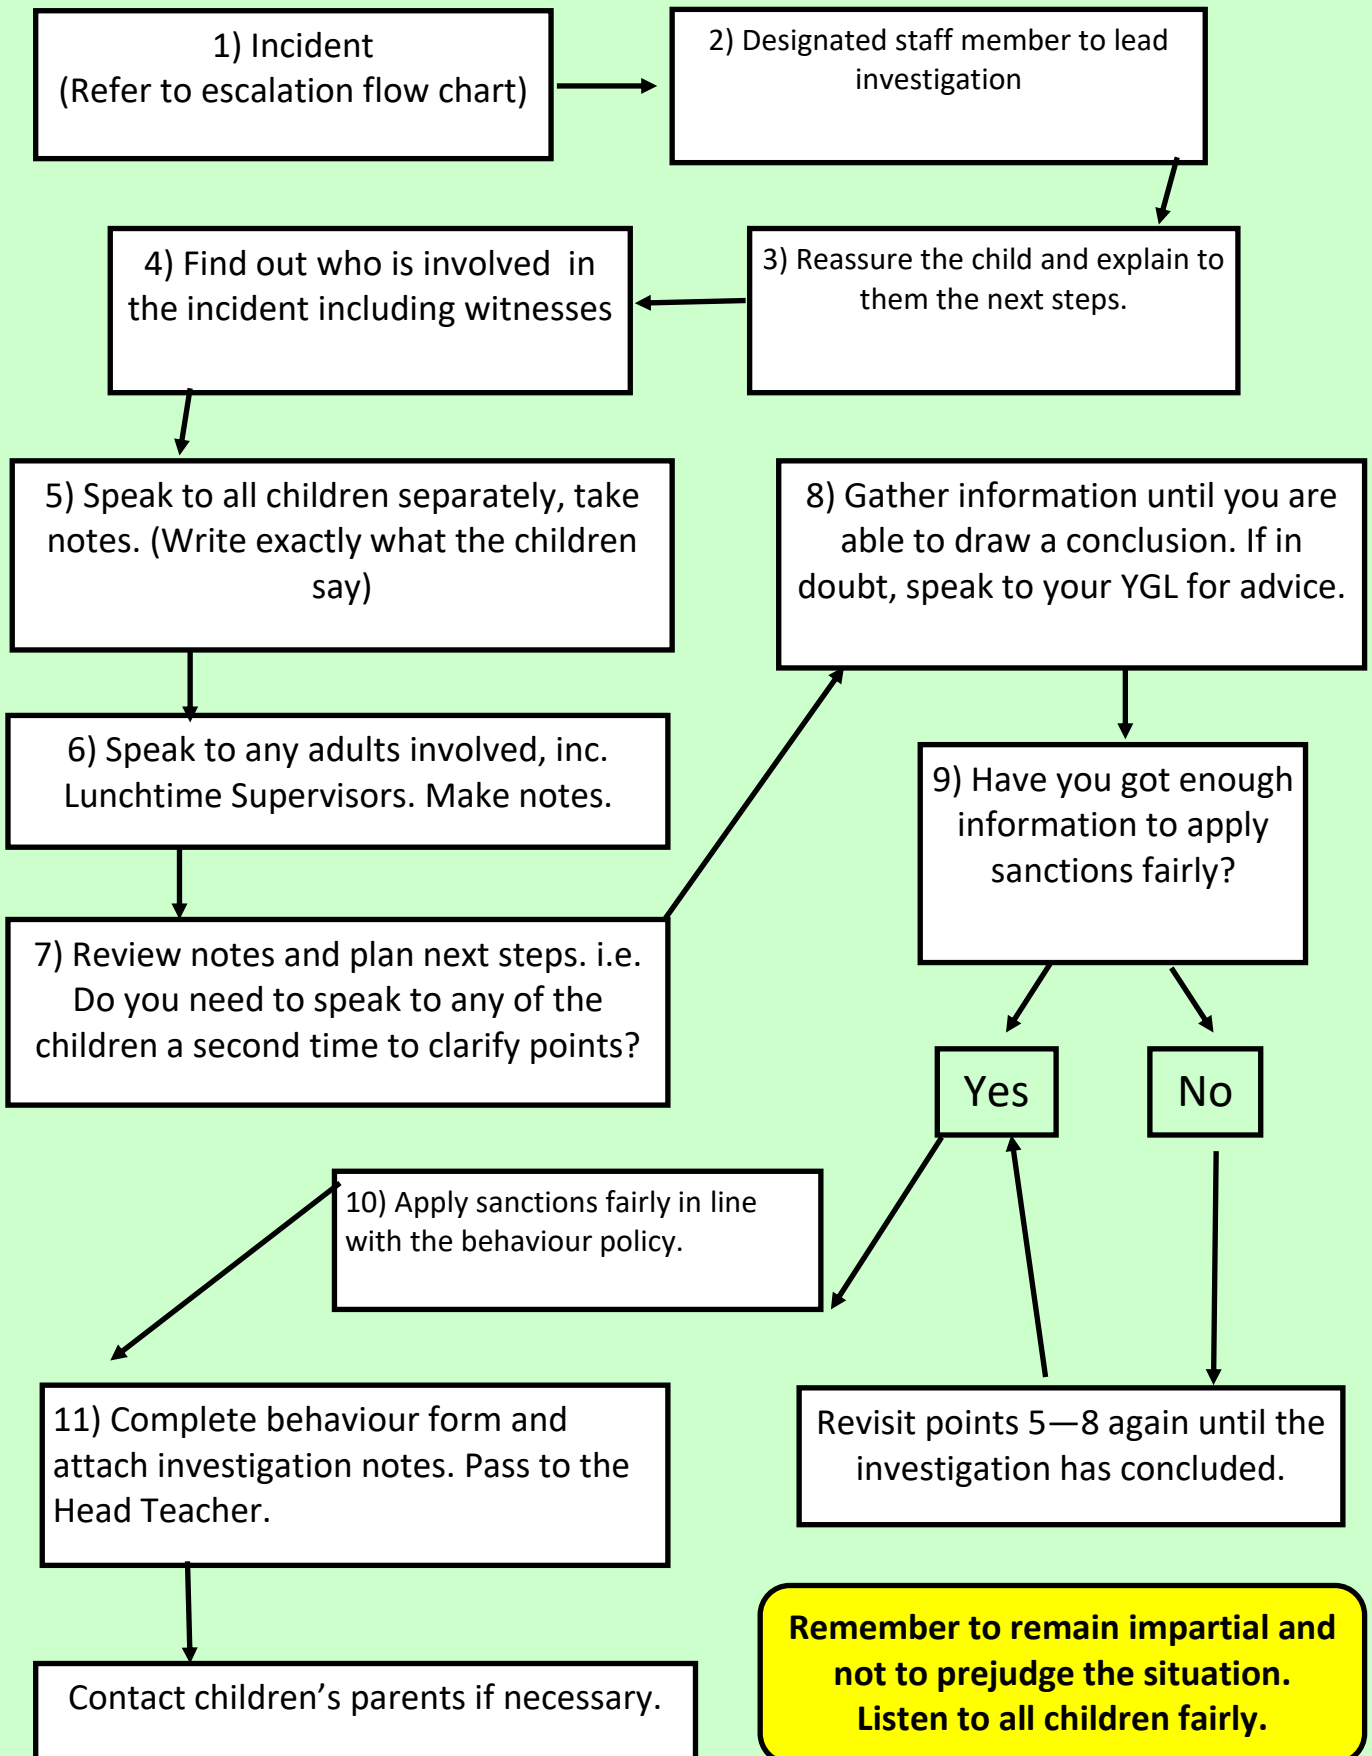 1) Incident
(Refer to escalation flow chart)
2) Designated staff member to lead
investigation
3) Reassure the child and explain to
them the next steps.
4) Find out who is involved in
the incident including witnesses
5) Speak to all children separately, take
notes. (Write exactly what the children
say)
6) Speak to any adults involved, inc.
Lunchtime Supervisors. Make notes.
7) Review notes and plan next steps. i.e.
Do you need to speak to any of the
children a second time to clarify points?
8) Gather information until you are
able to draw a conclusion. If in
doubt, speak to your YGL for advice.
9) Have you got enough
information to apply
sanctions fairly?
Yes
No
Revisit points 5—8 again until the
investigation has concluded.
10) Apply sanctions fairly in line
with the behaviour policy.
11) Complete behaviour form and
attach investigation notes. Pass to the
Head Teacher.
Contact children’s parents if necessary.
Remember to remain impartial and
not to prejudge the situation.
Listen to all children fairly.